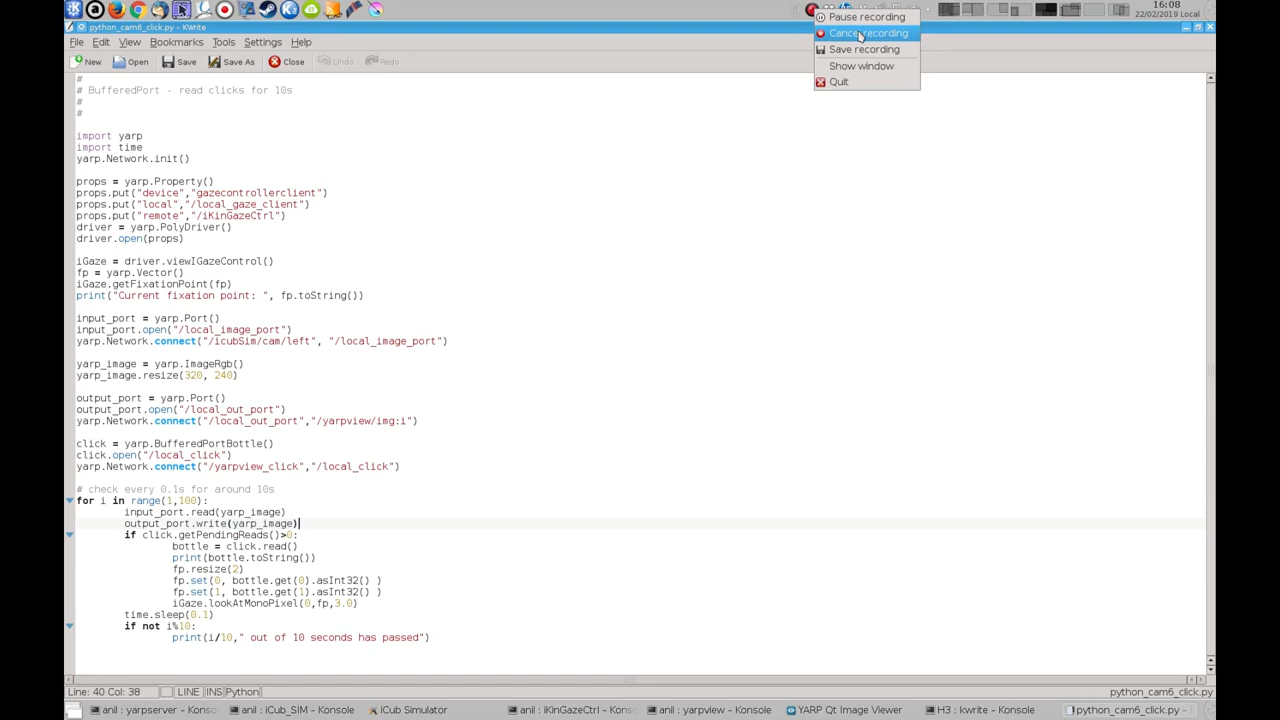 16:08
22/02/2019 Local
python_cam6_click.py - KWrite
File Edit View Bookmarks Tools Settings Help
New Open Save Save As Close Undo Redo
Pause recording
Cancel recording
Save recording
Show window
Quit
#
# BufferedPort - read clicks for 10s
#
#
import yarp
import time
yarp.Network.init()
props = yarp.Property()
props.put("device","gazecontrollerclient")
props.put("local","/local_gaze_client")
props.put("remote","/iKinGazeCtrl")
driver = yarp.PolyDriver()
driver.open(props)
iGaze = driver.viewIGazeControl()
fp = yarp.Vector()
iGaze.getFixationPoint(fp)
print("Current fixation point: ", fp.toString())
input_port = yarp.Port()
input_port.open("/local_image_port")
yarp.Network.connect("/icubSim/cam/left", "/local_image_port")
yarp_image = yarp.ImageRgb()
yarp_image.resize(320, 240)
output_port = yarp.Port()
output_port.open("/local_out_port")
yarp.Network.connect("/local_out_port","/yarpview/img:i")
click = yarp.BufferedPortBottle()
click.open("/local_click")
yarp.Network.connect("/yarpview_click","/local_click")
# check every 0.1s for around 10s
for i in range(1,100):
input_port.read(yarp_image)
output_port.write(yarp_image)
if click.getPendingReads()>0:
bottle = click.read()
print(bottle.toString())
fp.resize(2)
fp.set(0, bottle.get(0).asInt32() )
fp.set(1, bottle.get(1).asInt32() )
iGaze.lookAtMonoPixel(0,fp,3.0)
time.sleep(0.1)
if not i%10:
print(i/10," out of 10 seconds has passed")
Line: 40 Col: 38 LINE INS Python python_cam6_click.py
anil : yarpserver - Konso anil : iCub_SIM - Konsole iCub Simulator anil : iKinGazeCtrl - Konso anil : yarpview - Konsole YARP Qt Image Viewer H3 : kwrite - Konsole python_cam6_click.py -